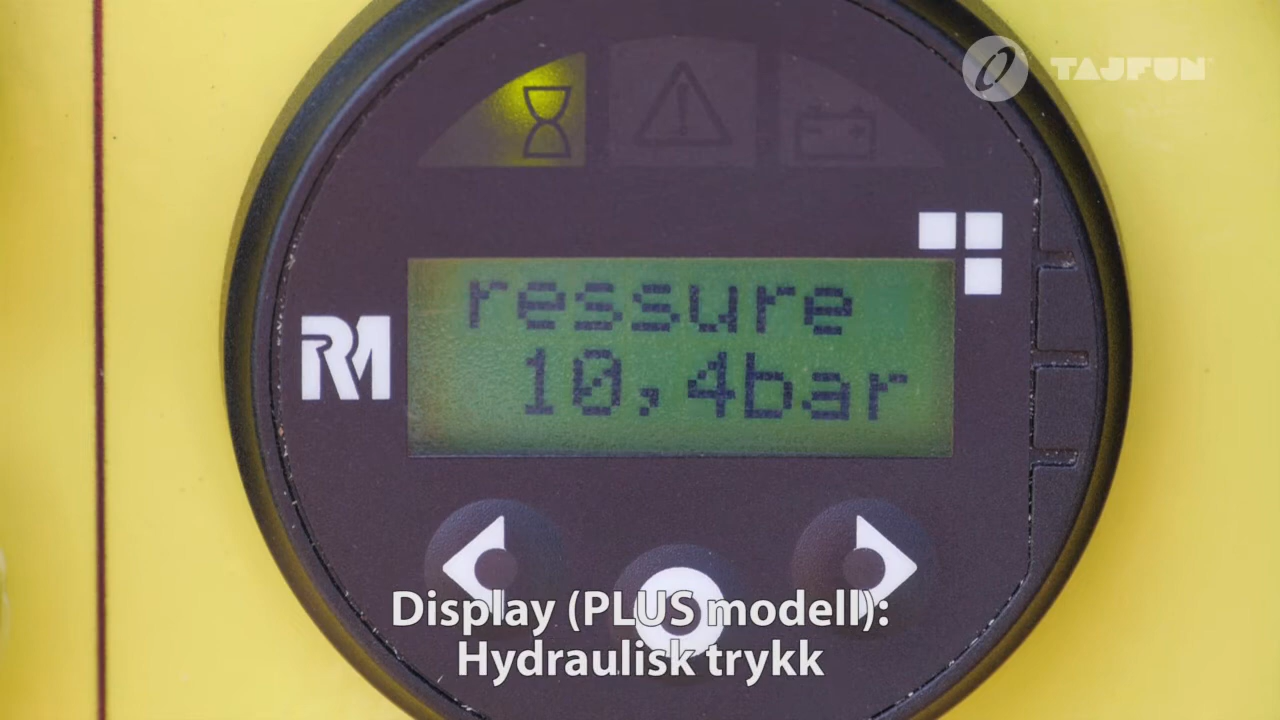 TAJFUN
RM
ressure
10,4bar
Display (PLUS modell):
Hydraulisk trykk